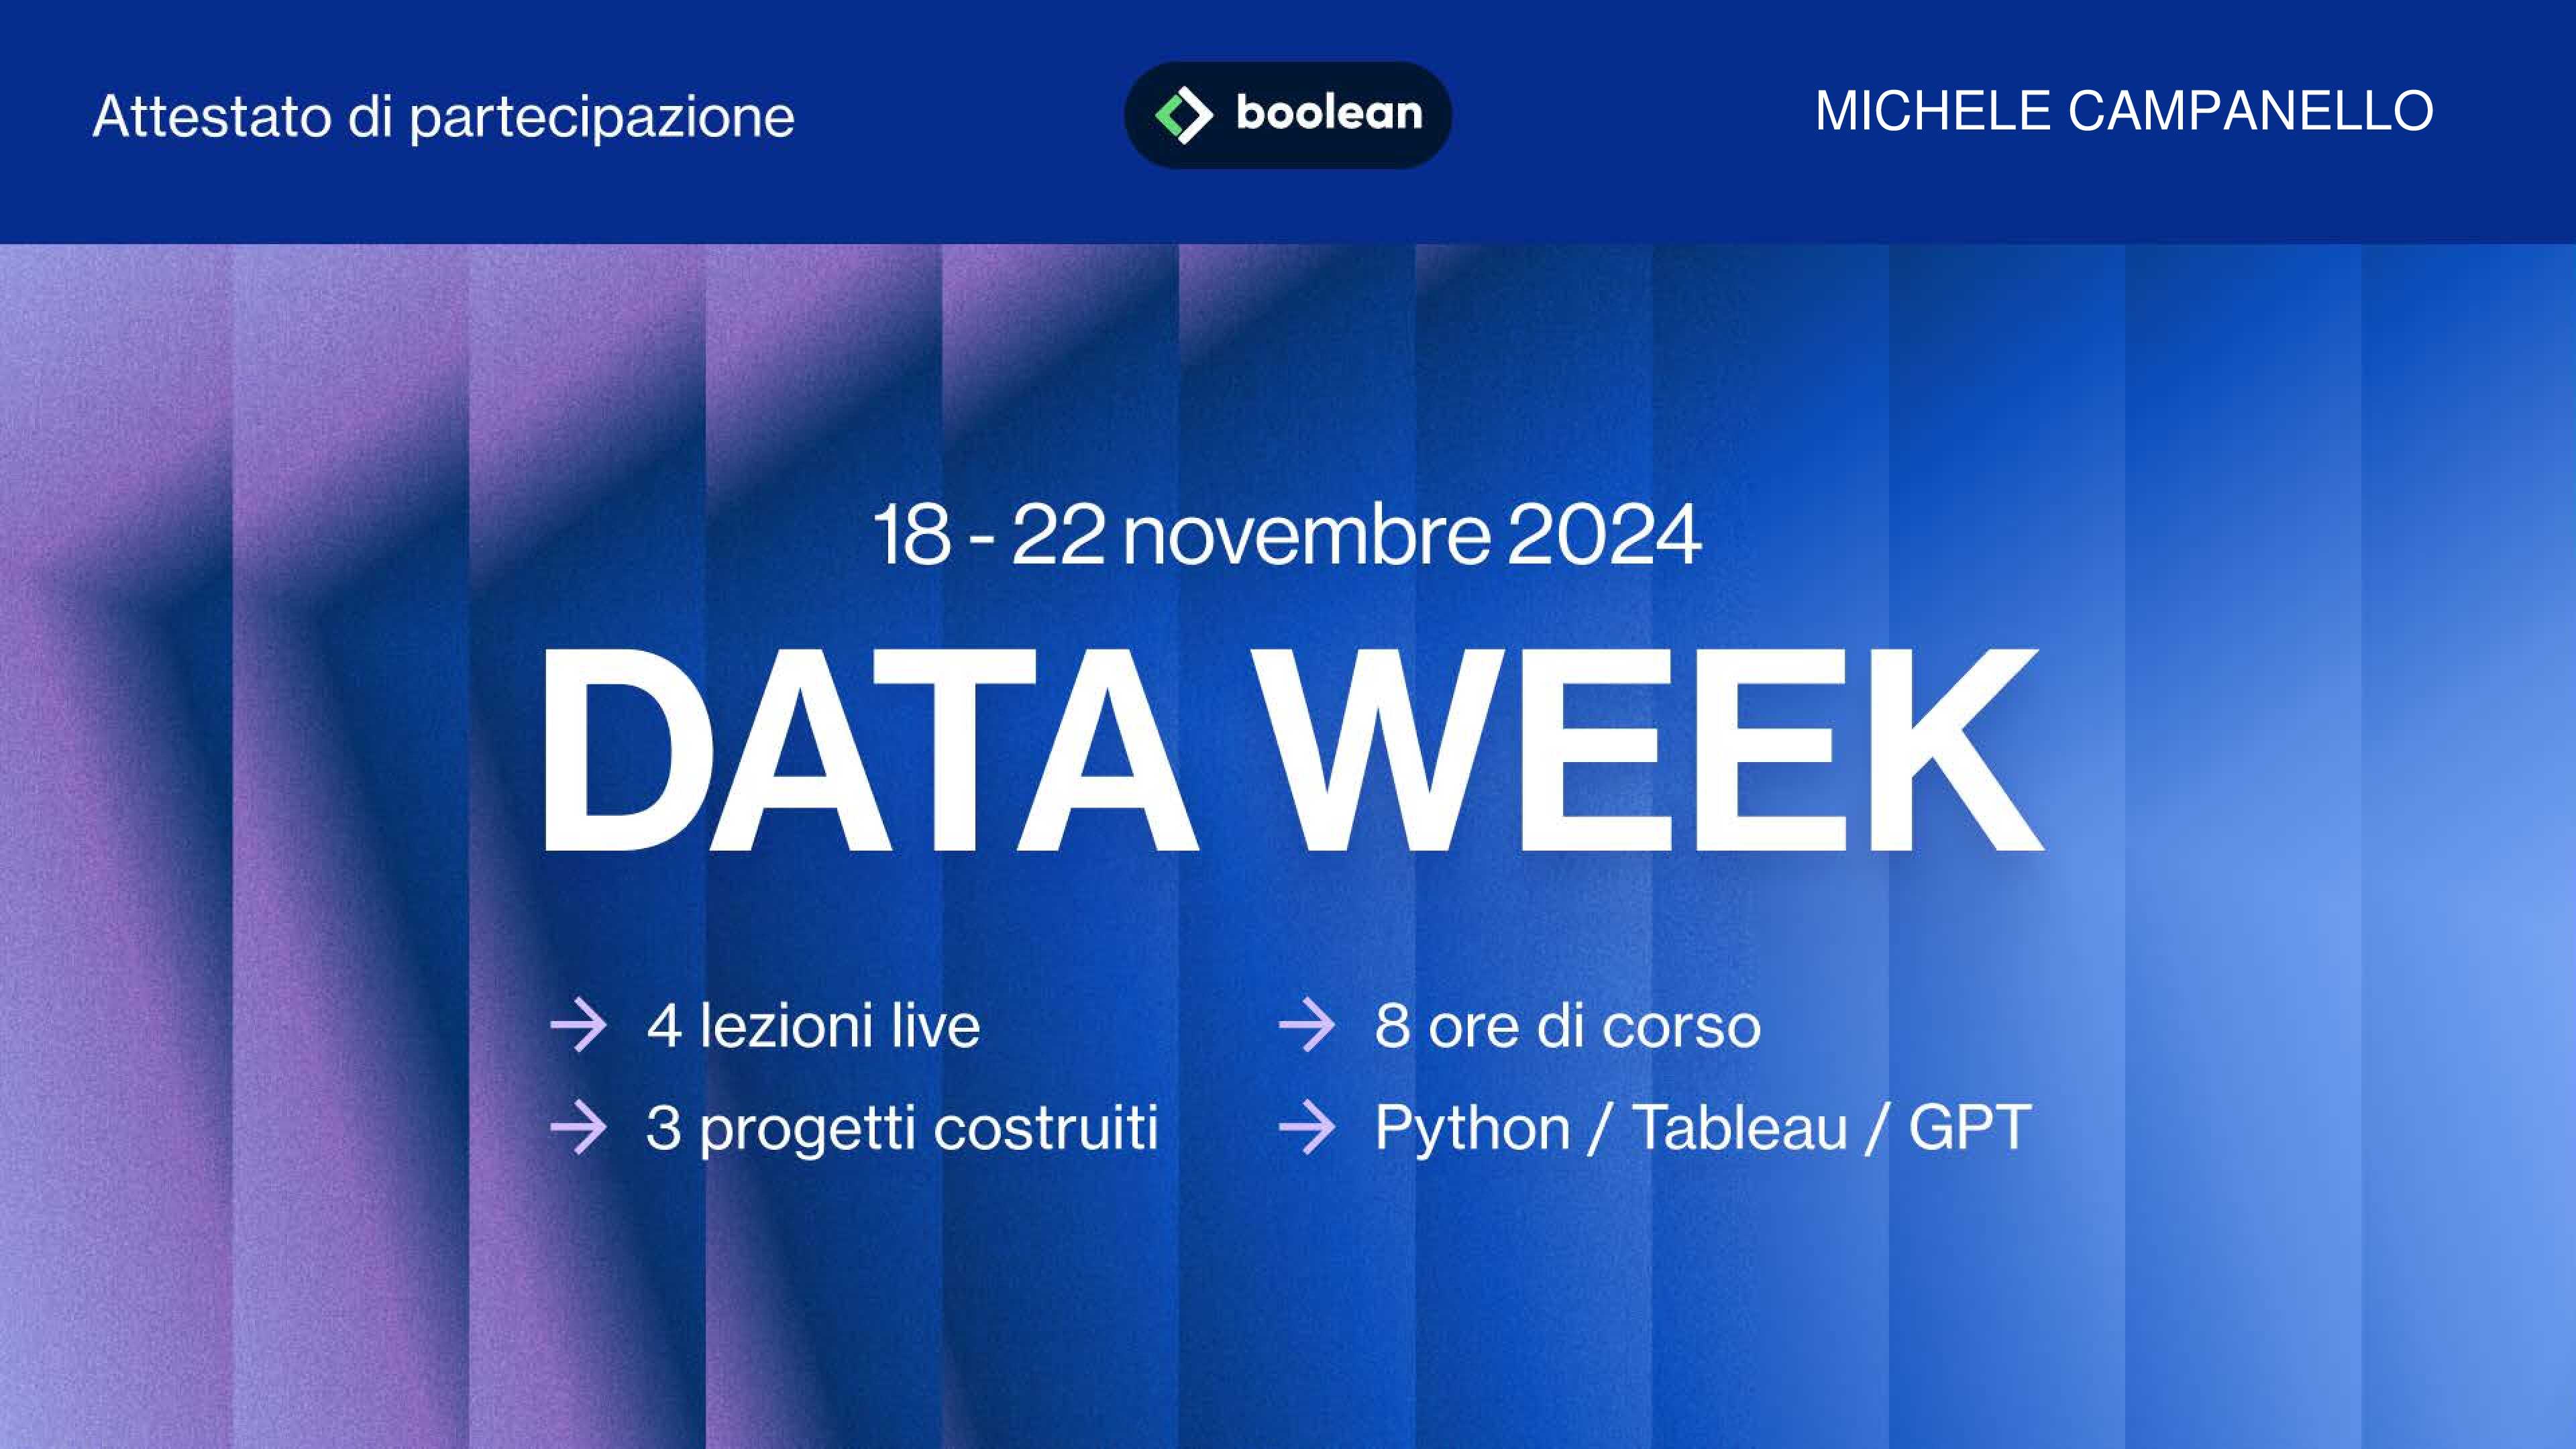 Attestato di partecipazione
boolean
MICHELE CAMPANELLO
18 - 22 novembre 2024
DATA WEEK
4 lezioni live
8 ore di corso
3 progetti costruiti
Python / Tableau / GPT